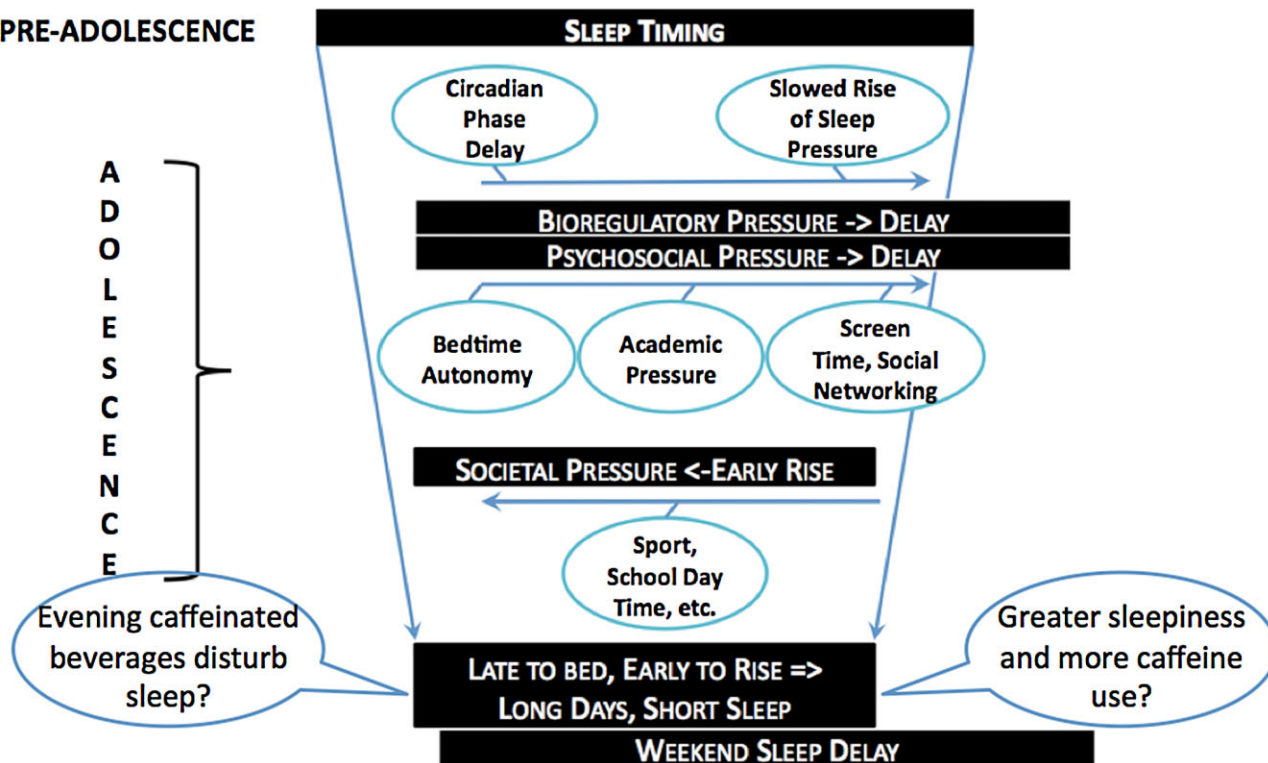 PRE-ADOLESCENCE
SLEEP TIMING
Circadian
Phase
Delay
Slowed Rise
of Sleep
Pressure
A
D
O
L
E
S
C
E
N
C
E
BIOREGULATORY PRESSURE -> DELAY
PSYCHOSOCIAL PRESSURE -> DELAY
Bedtime
Autonomy
Academic
Pressure
Screen
Time, Social
Networking
SOCIETAL PRESSURE <-EARLY RISE
Sport,
School Day
Time, etc.
Evening caffeinated
beverages disturb
sleep?
Greater sleepiness
and more caffeine
use?
LATE TO BED, EARLY TO RISE =>
LONG DAYS, SHORT SLEEP
WEEKEND SLEEP DELAY